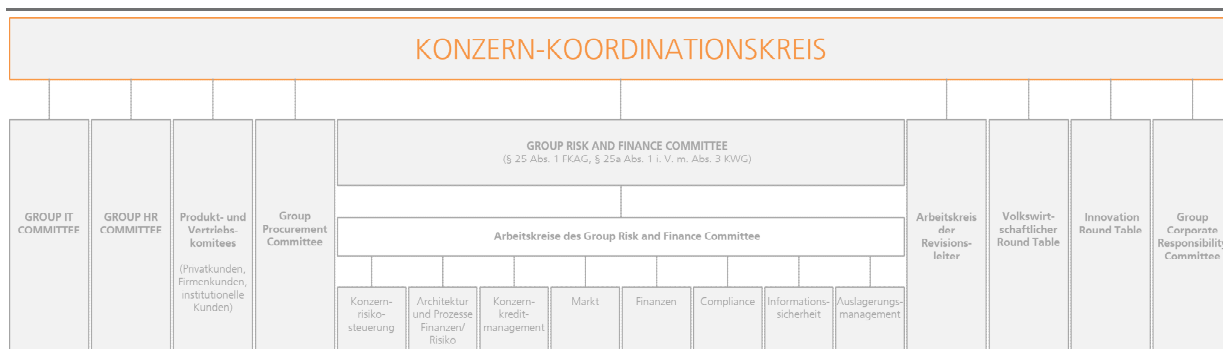 KONZERN-KOORDINATIONSKREIS
GROUP IT
COMMITTEE
GROUP HR
COMMITTEE
Produkt- und
Vertriebs-
komitees
(Privatkunden,
Firmenkunden,
institutionelle
Kunden)
Group
Procurement
Committee
GROUP RISK AND FINANCE COMMITTEE
(§ 25 Abs. 1 FKAG, § 25a Abs. 1 i. V. m. Abs. 3 KWG)
Arbeitskreise des Group Risk and Finance Committee
Konzern-
risiko-
steuerung
Architektur
und Prozesse
Finanzen/
Risiko
Konzern-
kredit-
management
Markt
Finanzen
Compliance
Informations-
sicherheit
Auslagerungs-
management
Arbeitskreis
der
Revisions-
leiter
Volkswirt-
schaftlicher
Round Table
Innovation
Round Table
Group
Corporate
Responsibility
Committee